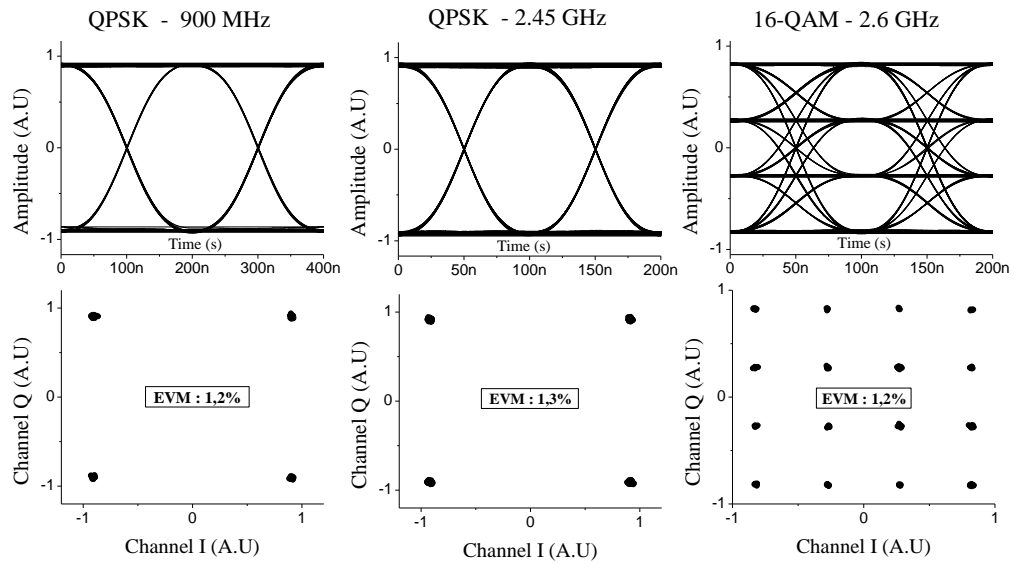 QPSK - 900 MHz
QPSK - 2.45 GHz
16-QAM - 2.6 GHz
Amplitude (A.U)
1
0
-1
Time (s)
0 100n 200n 300n 400n
Amplitude (A.U)
1
0
-1
Time (s)
0 50n 100n 150n 200n
Amplitude (A.U)
1
0
-1
Time (s)
0 50n 100n 150n 200n
Channel Q (A.U)
1
0
-1
EVM : 1,2%
-1 0 1
Channel I (A.U)
Channel Q (A.U)
1
0
-1
EVM : 1,3%
-1 0 1
Channel I (A.U)
Channel Q (A.U)
1
0
-1
EVM : 1,2%
-1 0 1
Channel I (A.U)